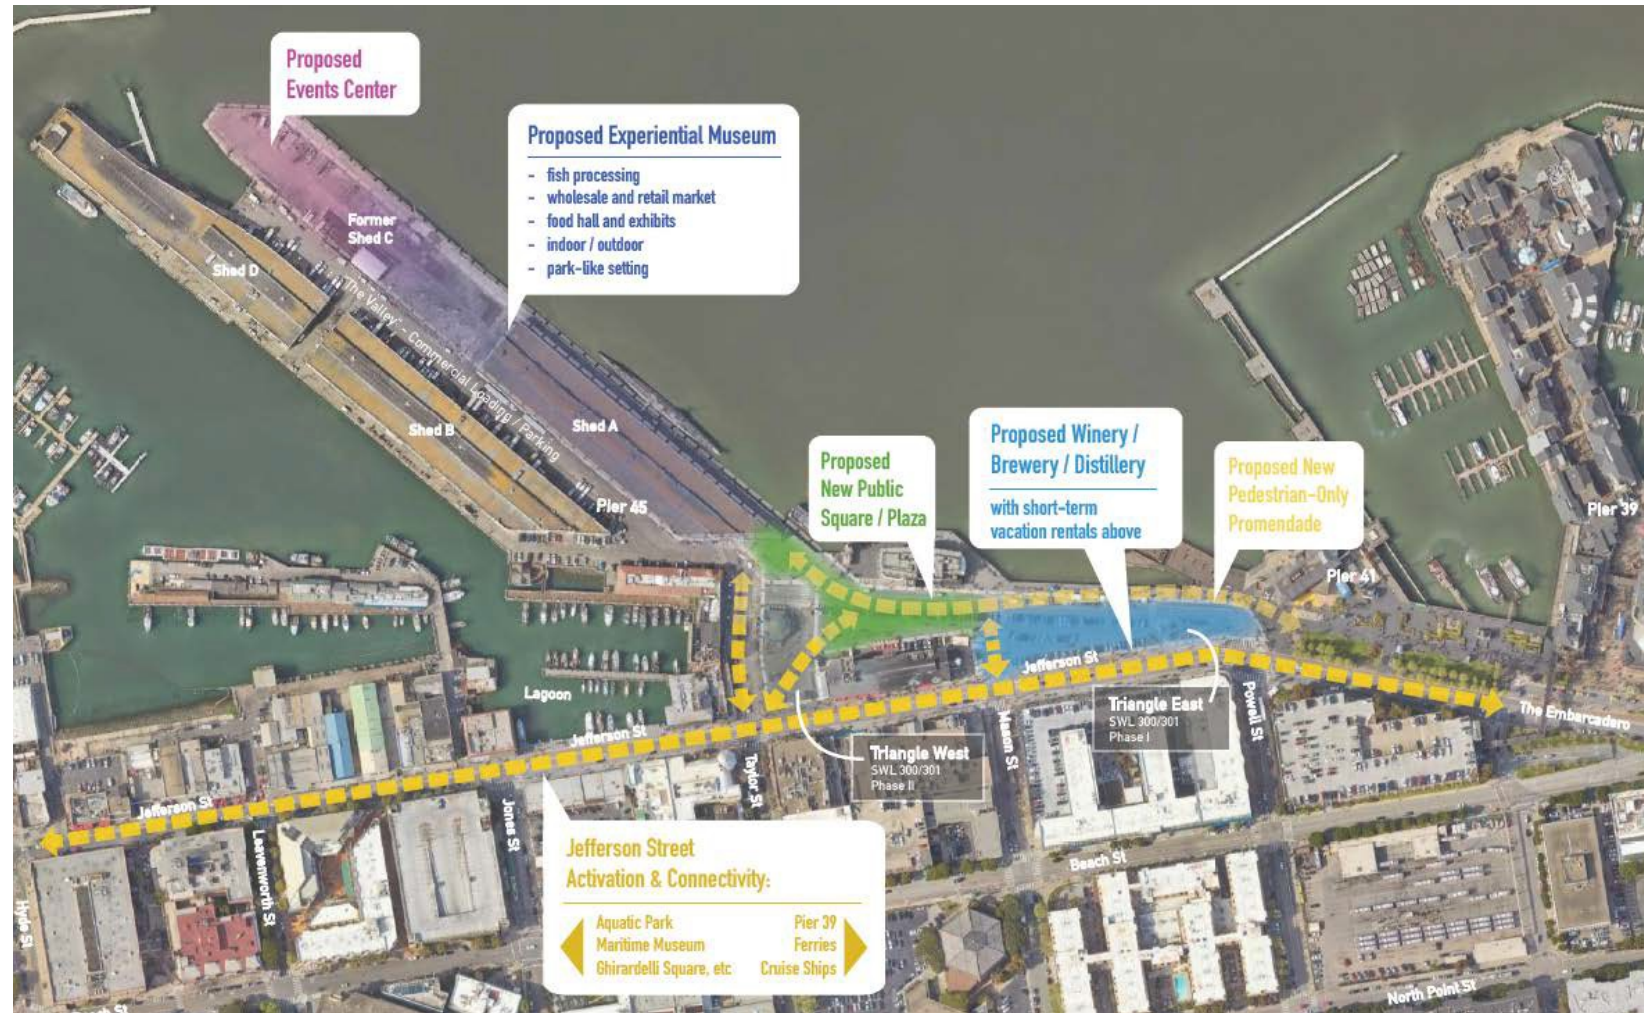 Proposed
Events Center
Proposed Experiential Museum
- fish processing
- wholesale and retail market
- food hall and exhibits
- indoor / outdoor
- park-like setting
Former
Shed C
Shed D
"The Valley" - Commercial Loading / Parking
Shed B
Shed A
Pier 45
Proposed
New Public
Square / Plaza
Proposed Winery /
Brewery / Distillery
with short-term
vacation rentals above
Proposed New
Pedestrian-Only
Promendade
Pier 39
Pier 41
Lagoon
Jefferson St
Jefferson St
Jefferson St
Triangle East
SWL 300/301
Phase I
Triangle West
SWL 300/301
Phase II
The Embarcadero
Powell St
Mason St
Taylor St
Jones St
Leavenworth St
Hyde St
Beach St
North Point St
Jefferson Street
Activation & Connectivity:
Aquatic Park
Maritime Museum
Ghirardelli Square, etc
Pier 39
Ferries
Cruise Ships